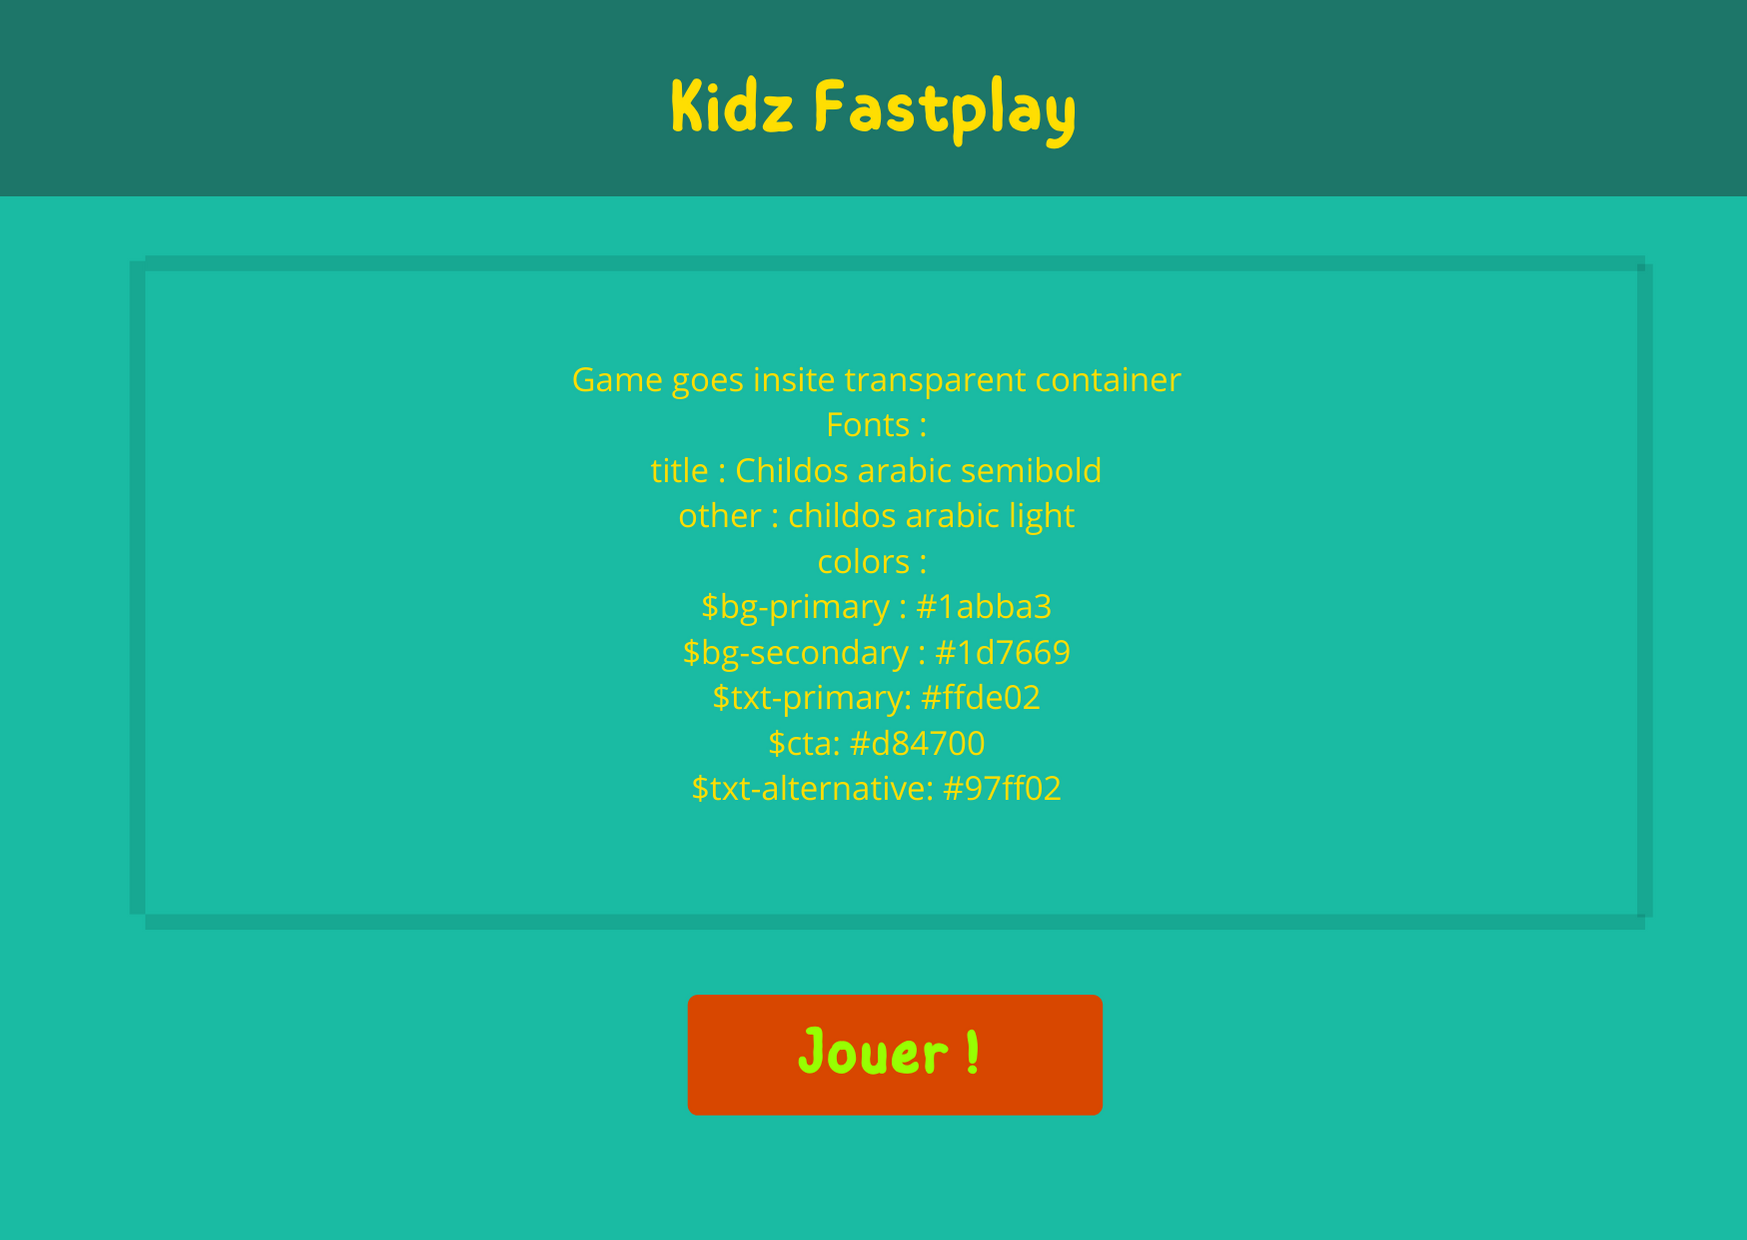 Kidz Fastplay
Game goes insite transparent container
Fonts :
title : Childos arabic semibold
other : childos arabic light
colors :
$bg-primary : #1abba3
$bg-secondary : #1d7669
$txt-primary: #ffde02
$cta: #d84700
$txt-alternative: #97ff02
Jouer !